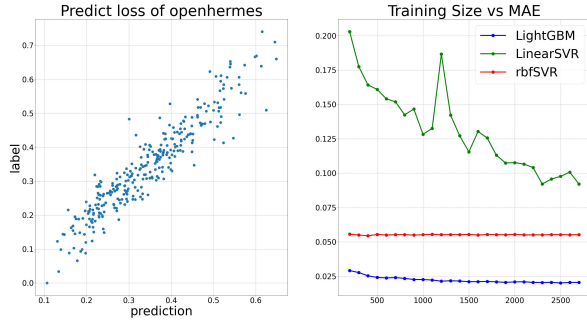 Predict loss of openhermes
label
0.7
0.6
0.5
0.4
0.3
0.2
0.1
0.0
0.1 0.2 0.3 0.4 0.5 0.6
prediction
Training Size vs MAE
LightGBM
LinearSVR
rbfSVR
0.200
0.175
0.150
0.125
0.100
0.075
0.050
0.025
500 1000 1500 2000 2500